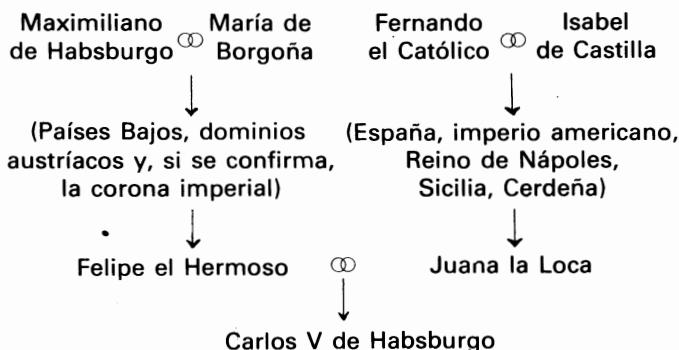 Maximiliano
de Habsburgo
María de
Borgoña
Fernando
el Católico
Isabel
de Castilla
(Países Bajos, dominios
austríacos y, si se confirma,
la corona imperial)
(España, imperio americano,
Reino de Nápoles,
Sicilia, Cerdeña)
Felipe el Hermoso
Juana la Loca
Carlos V de Habsburgo